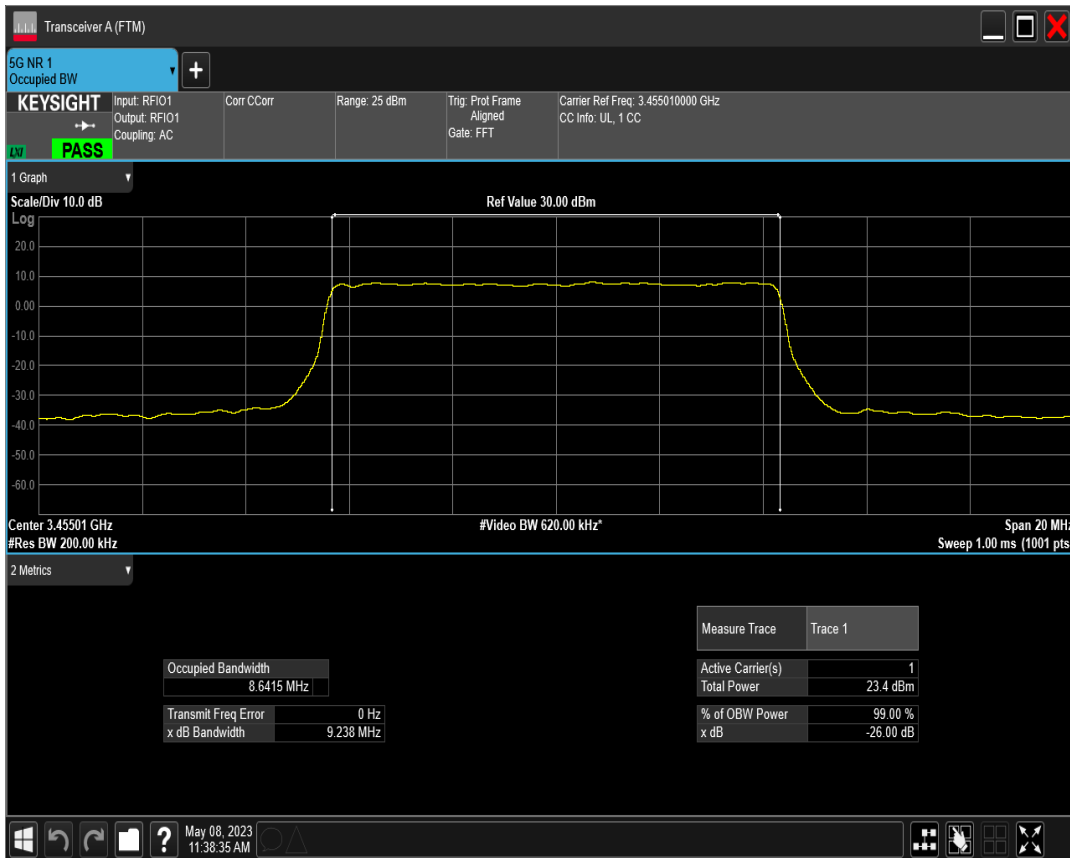 Transceiver A (FTM)
5G NR 1
Occupied BW
+
KEYSIGHT
LXI
PASS
Input: RFIO1
Output: RFIO1
Coupling: AC
Corr CCorr
Range: 25 dBm
Trig: Prot Frame
Aligned
Gate: FFT
Carrier Ref Freq: 3.455010000 GHz
CC Info: UL, 1 CC
1 Graph
Scale/Div 10.0 dB
Ref Value 30.00 dBm
Log
20.0
10.0
0.00
-10.0
-20.0
-30.0
-40.0
-50.0
-60.0
Center 3.45501 GHz
#Video BW 620.00 kHz*
Span 20 MHz
#Res BW 200.00 kHz
Sweep 1.00 ms (1001 pts
2 Metrics
Measure Trace Trace 1
Occupied Bandwidth
8.6415 MHz
Active Carrier(s) 1
Total Power 23.4 dBm
Transmit Freq Error 0 Hz
x dB Bandwidth 9.238 MHz
% of OBW Power 99.00 %
x dB -26.00 dB
?
May 08, 2023
11:38:35 AM